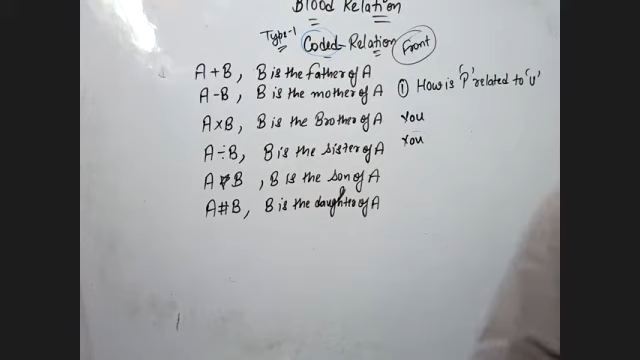 Blood Relation
Type-1 Coded Relation Front
A + B, B is the father of A
A - B, B is the mother of A
A × B, B is the Brother of A
A ÷ B, B is the sister of A
A B, B is the son of A
A # B, B is the daughter of A
① How is 'P' related to 'U'
You
You